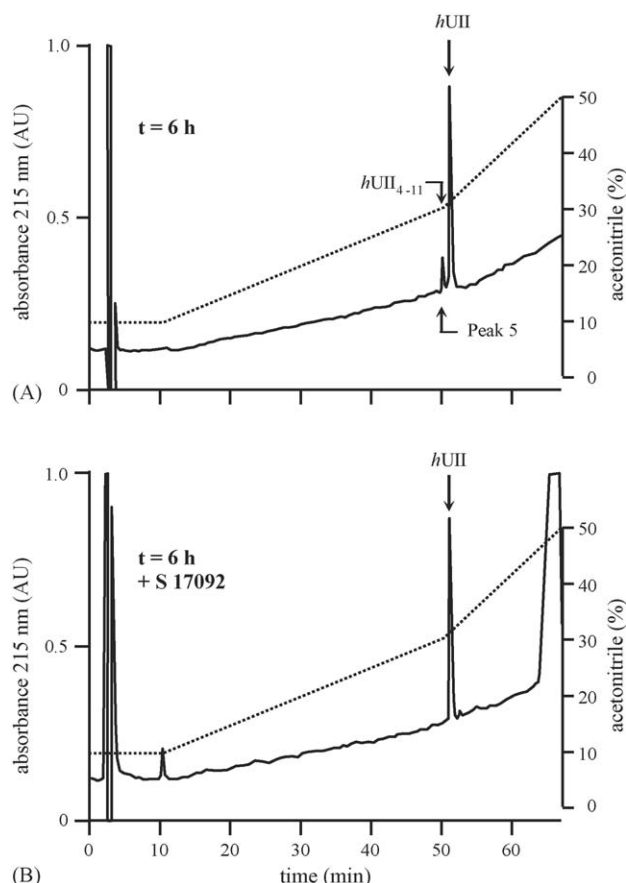 hUII
1.0
t = 6 h
50
40
hUII4-11
0.5
30
20
Peak 5
10
0
0
absorbance 215 nm (AU)
acetonitrile (%)
(A)
hUII
1.0
t = 6 h
+ S 17092
50
40
0.5
30
20
10
0
0
absorbance 215 nm (AU)
acetonitrile (%)
0 10 20 30 40 50 60
(B)
time (min)